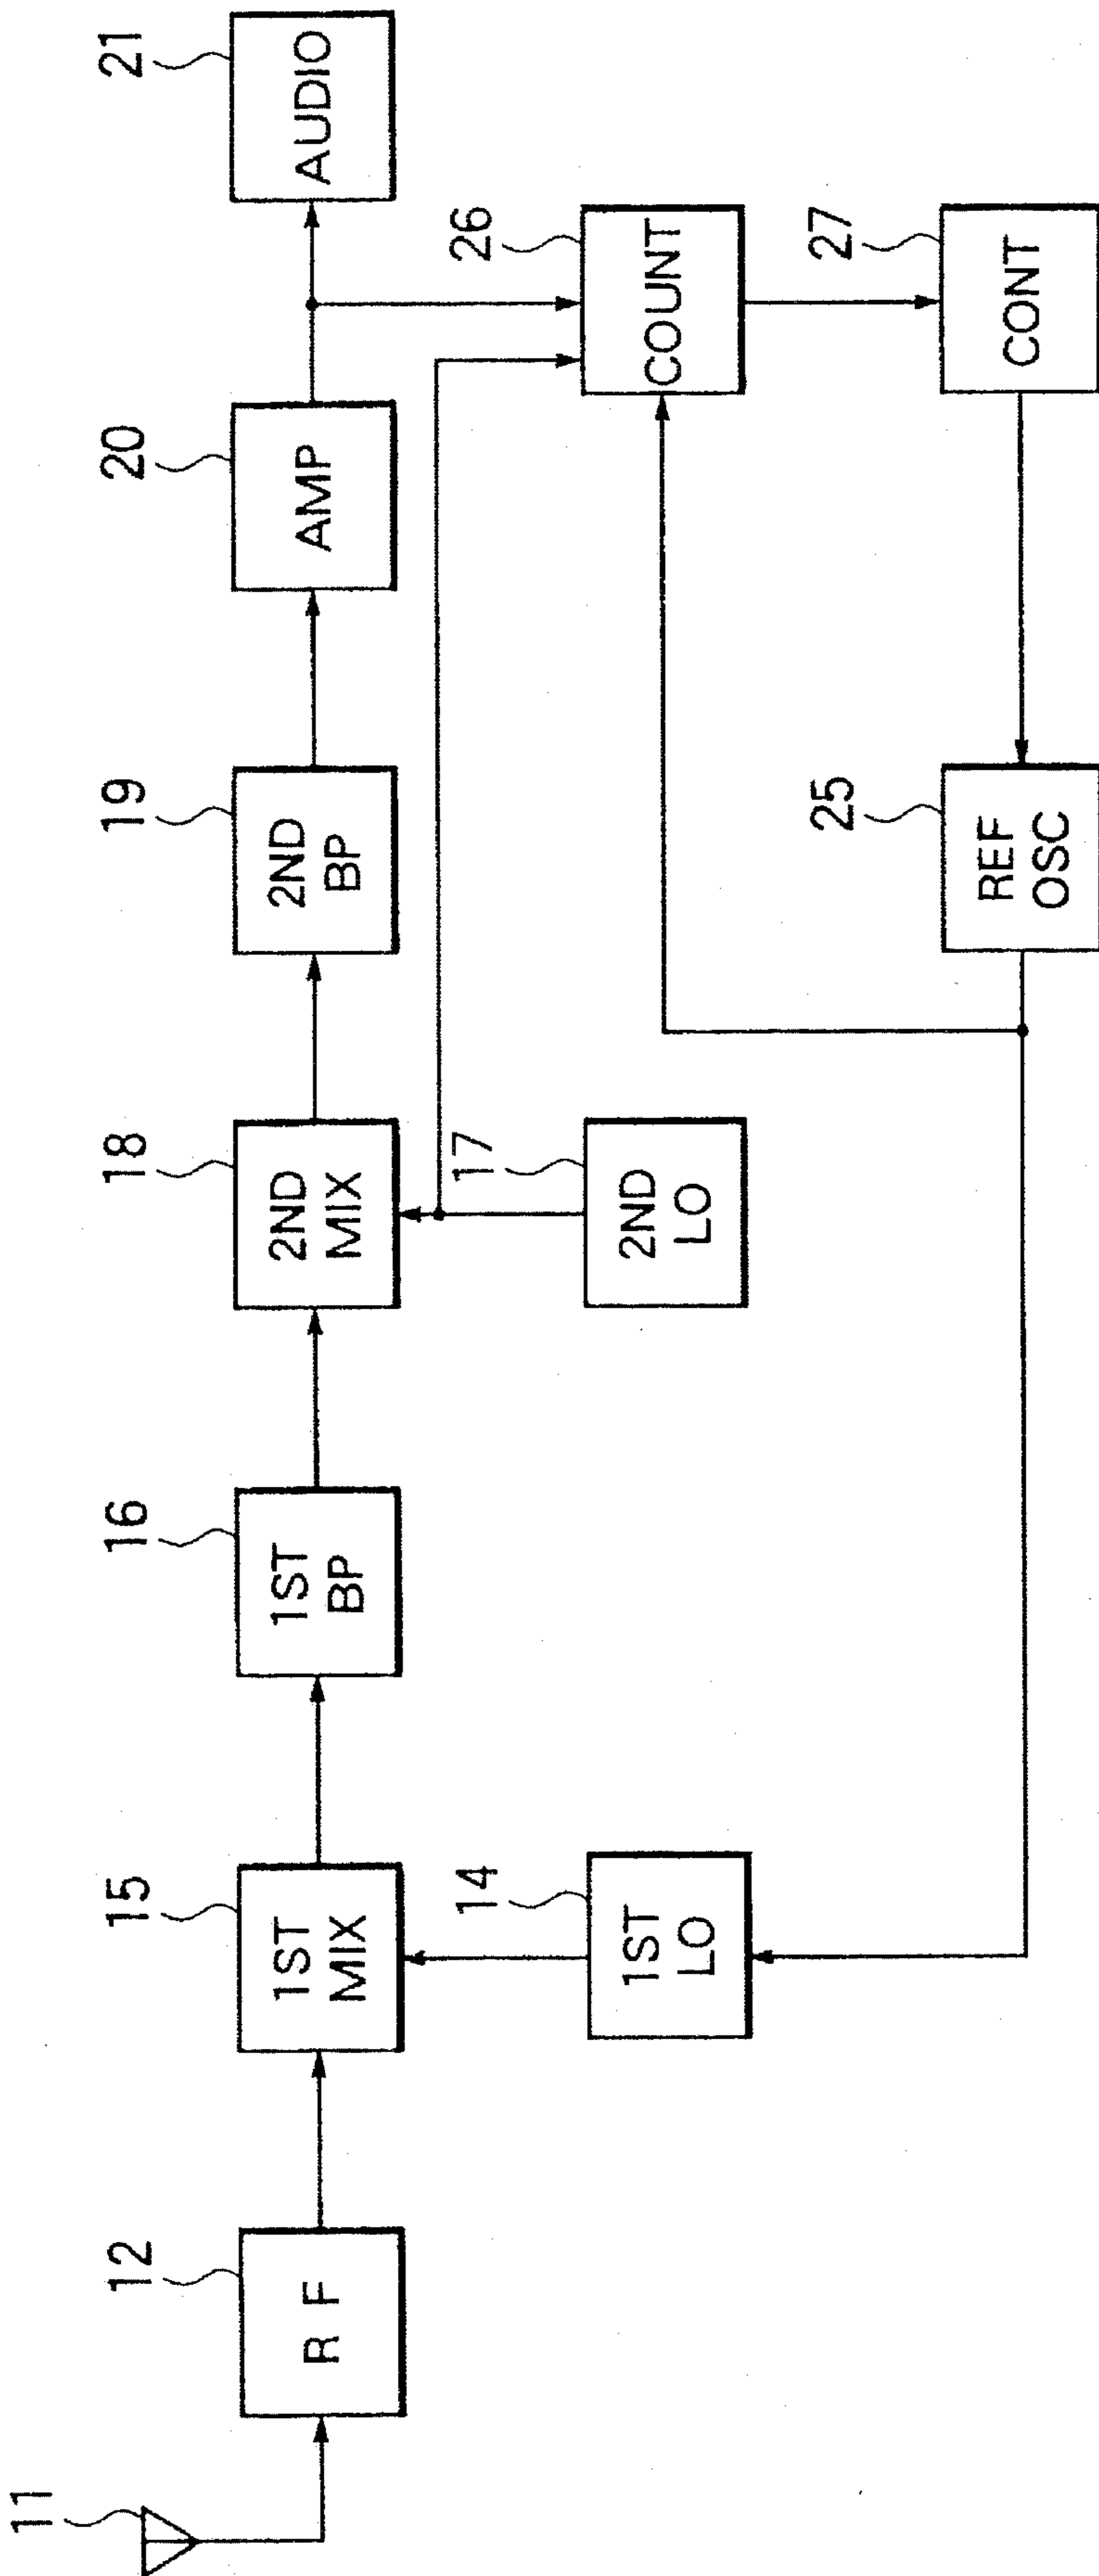 11
12
R F
15
1ST
MIX
14
1ST
LO
16
1ST
BP
18
2ND
MIX
17
2ND
LO
19
2ND
BP
20
AMP
21
AUDIO
26
COUNT
27
CONT
25
REF
OSC